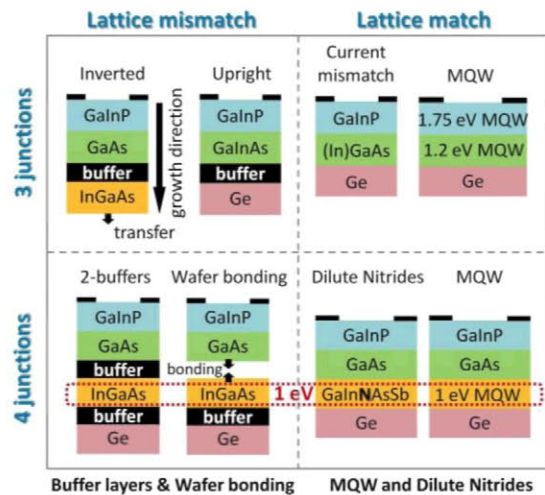 Lattice mismatch
Lattice match
3 junctions
Inverted
GaInP
GaAs
buffer
InGaAs
transfer
growth direction
Upright
GaInP
GaInAs
buffer
Ge
Current
mismatch
GaInP
(In)GaAs
Ge
MQW
1.75 eV MQW
1.2 eV MQW
Ge
4 junctions
2-buffers
GaInP
GaAs
buffer
InGaAs
buffer
Ge
Wafer bonding
GaInP
GaAs
bonding
InGaAs
buffer
Ge
1 eV
Dilute Nitrides
GaInP
GaAs
GaInNAsSb
Ge
MQW
GaInP
GaAs
1 eV MQW
Ge
Buffer layers & Wafer bonding
MQW and Dilute Nitrides